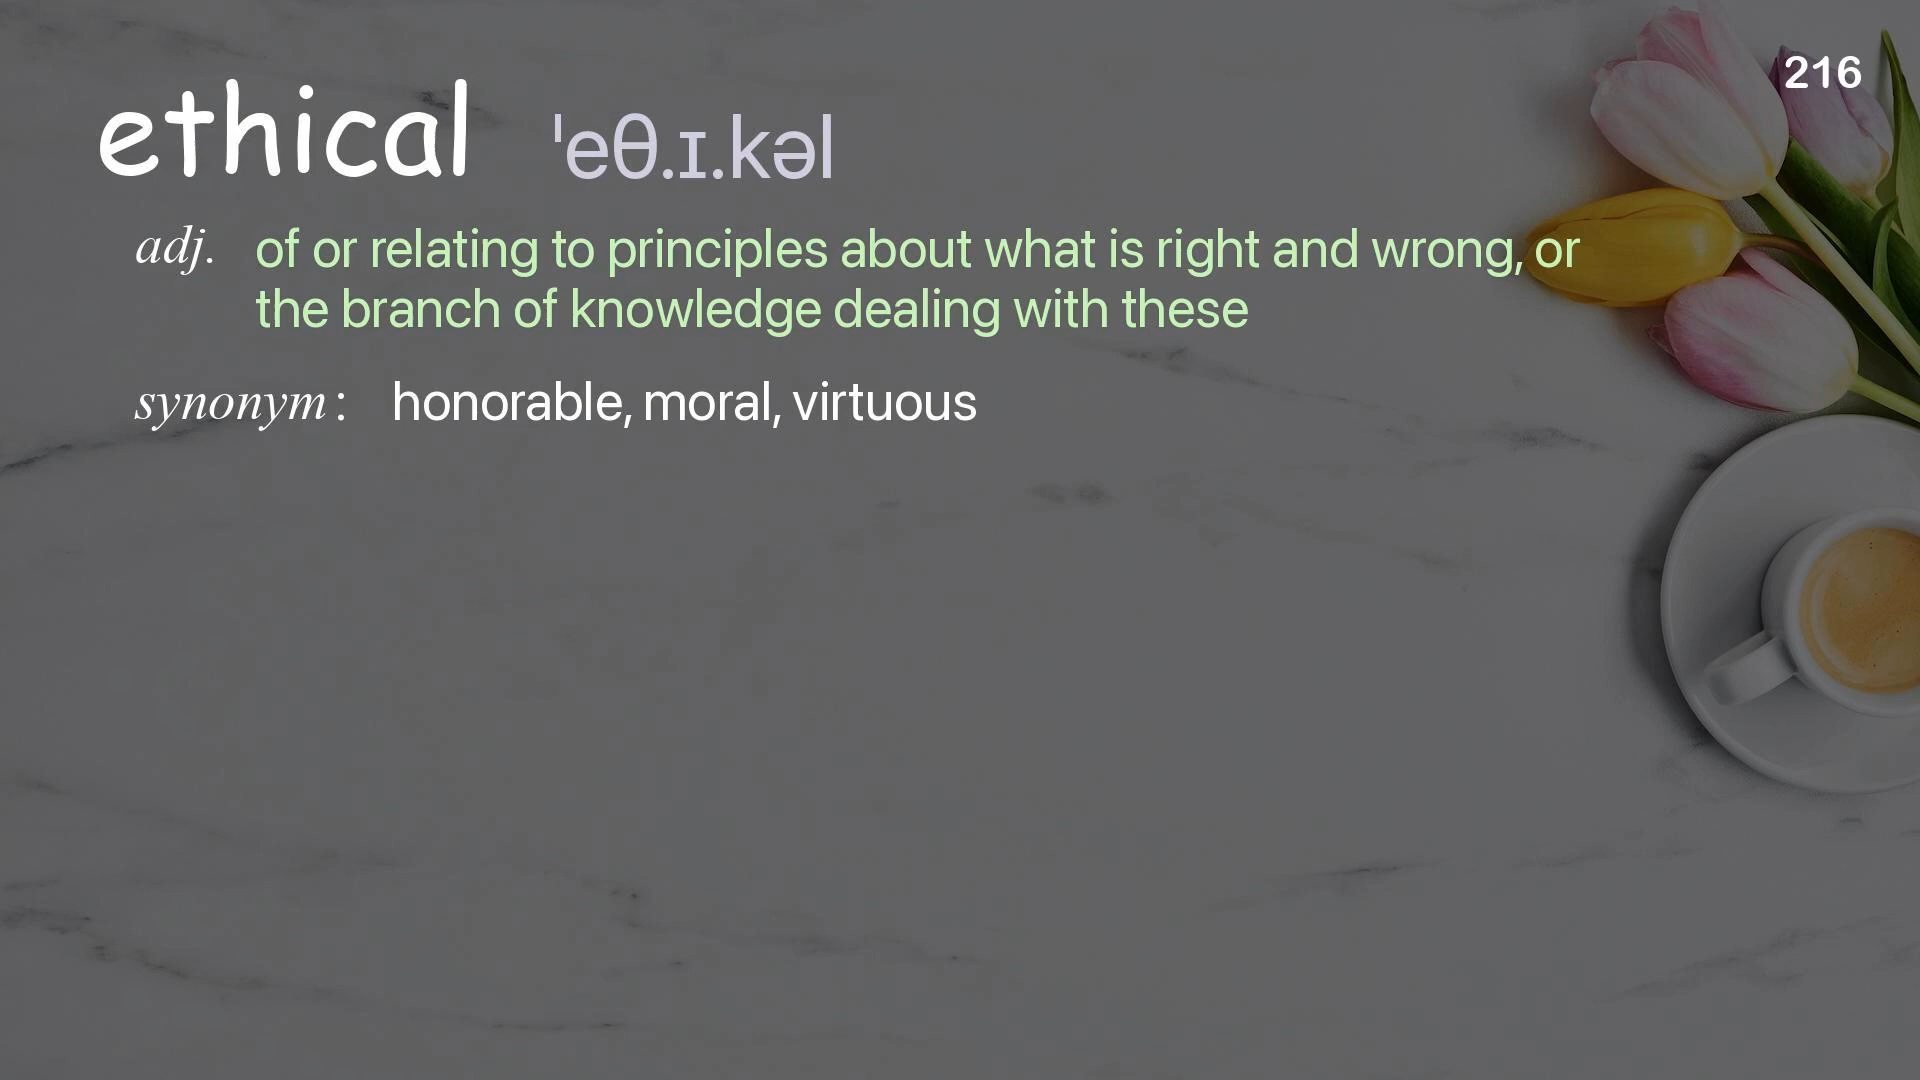 216
ethical ˈeθ.ɪ.kəl
adj. of or relating to principles about what is right and wrong, or
the branch of knowledge dealing with these
synonym: honorable, moral, virtuous